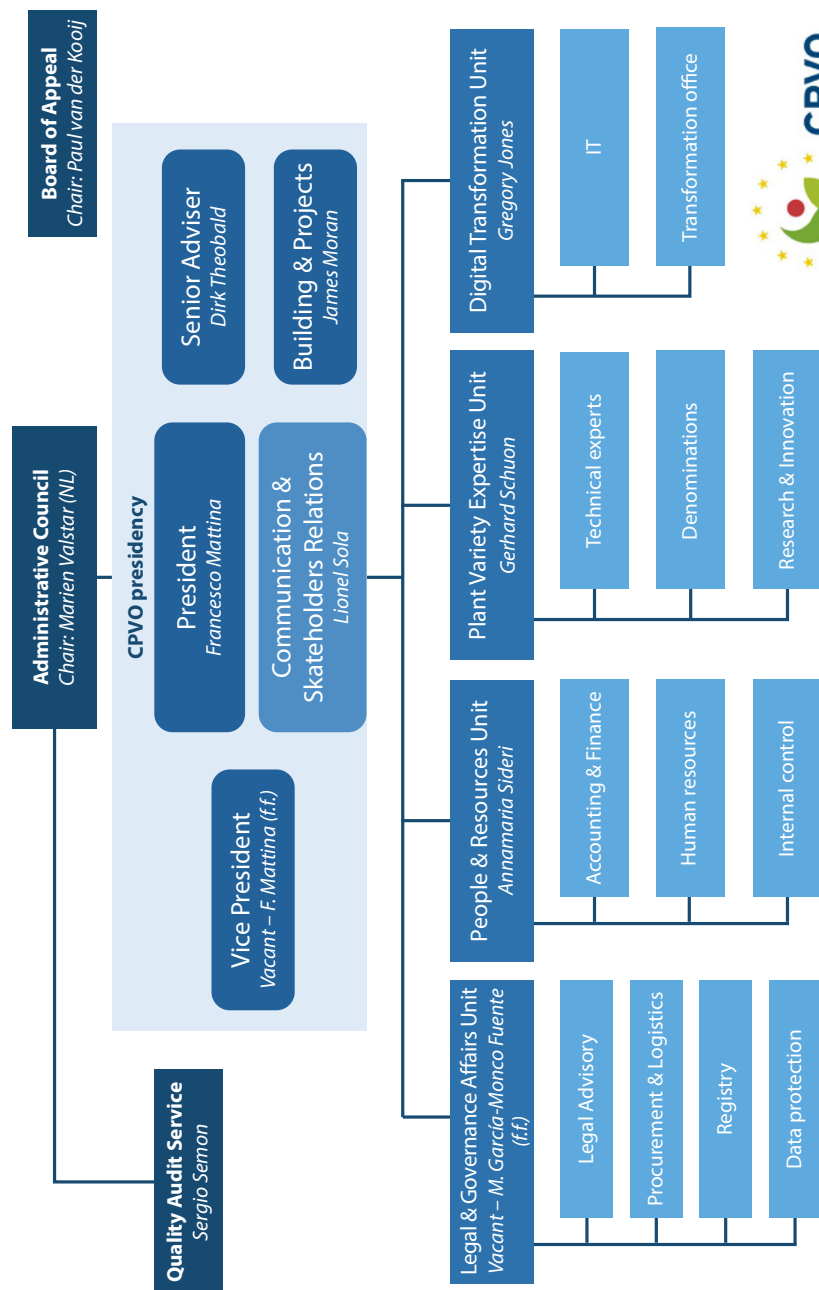 Administrative Council
Chair: Marien Valstar (NL)
Board of Appeal
Chair: Paul van der Kooij
Quality Audit Service
Sergio Semon
CPVO presidency
Vice President
Vacant – F. Mattina (f.f.)
President
Francesco Mattina
Senior Adviser
Dirk Theobald
Communication &
Skateholders Relations
Lionel Sola
Building & Projects
James Moran
Legal & Governance Affairs Unit
Vacant – M. García-Monco Fuente
(f.f.)
Legal Advisory
Procurement & Logistics
Registry
Data protection
People & Resources Unit
Annamaria Sideri
Accounting & Finance
Human resources
Internal control
Plant Variety Expertise Unit
Gerhard Schuon
Technical experts
Denominations
Research & Innovation
Digital Transformation Unit
Gregory Jones
IT
Transformation office
CPVO